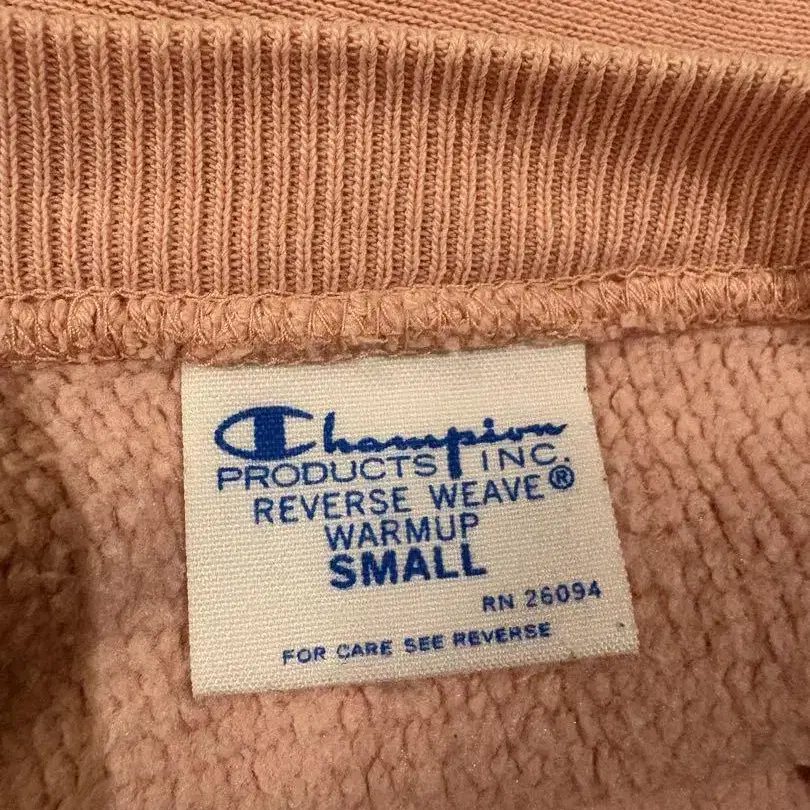 Champion
PRODUCTS INC.
REVERSE WEAVE®
WARMUP
SMALL
RN 26094
FOR CARE SEE REVERSE